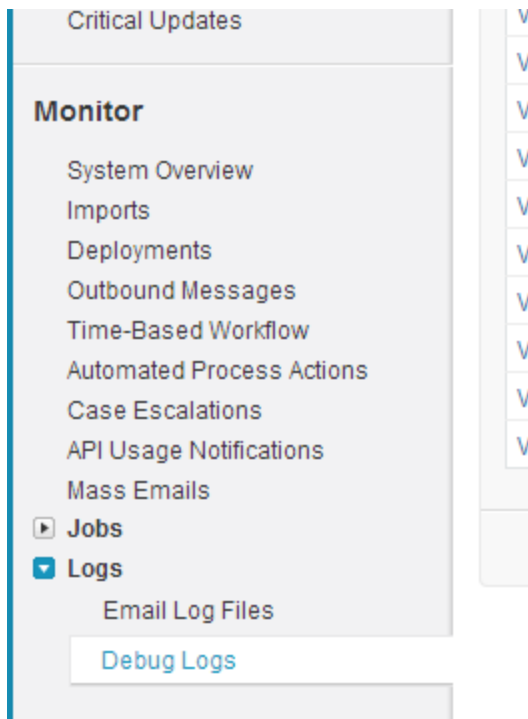 Critical Updates
Monitor
System Overview
Imports
Deployments
Outbound Messages
Time-Based Workflow
Automated Process Actions
Case Escalations
API Usage Notifications
Mass Emails
Jobs
Logs
Email Log Files
Debug Logs